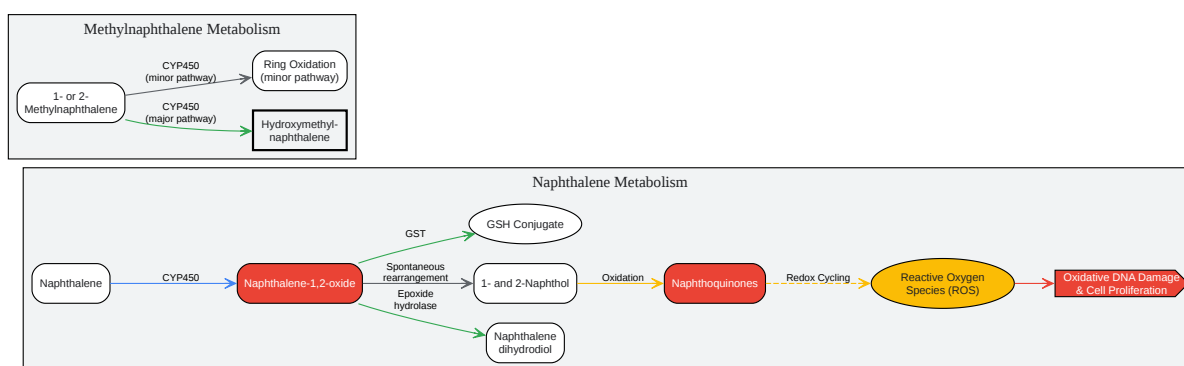 Methylnaphthalene Metabolism
CYP450
(minor pathway)
Ring Oxidation
(minor pathway)
1- or 2-
Methylnaphthalene
CYP450
(major pathway)
Hydroxymethyl-
naphthalene
Naphthalene Metabolism
GSH Conjugate
GST
Naphthalene
CYP450
Naphthalene-1,2-oxide
Spontaneous
rearrangement
1- and 2-Naphthol
Oxidation
Naphthoquinones
Redox Cycling
Reactive Oxygen
Species (ROS)
Oxidative DNA Damage
& Cell Proliferation
Epoxide
hydrolase
Naphthalene
dihydrodiol